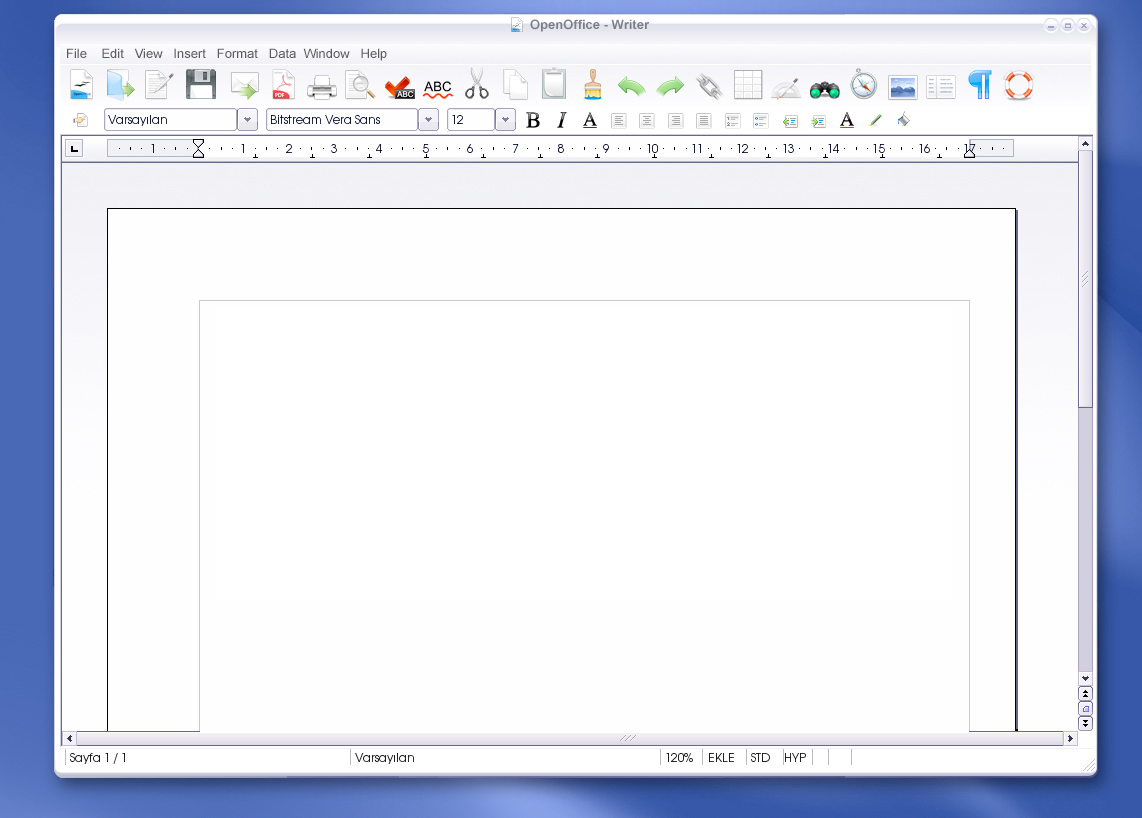 OpenOffice - Writer
File Edit View Insert Format Data Window Help
PDF ABC ABC
Varsayılan Bitstream Vera Sans 12 B I A A
1 1 2 3 4 5 6 7 8 9 10 11 12 13 14 15 16
Sayfa 1 / 1 Varsayılan 120% EKLE STD HYP